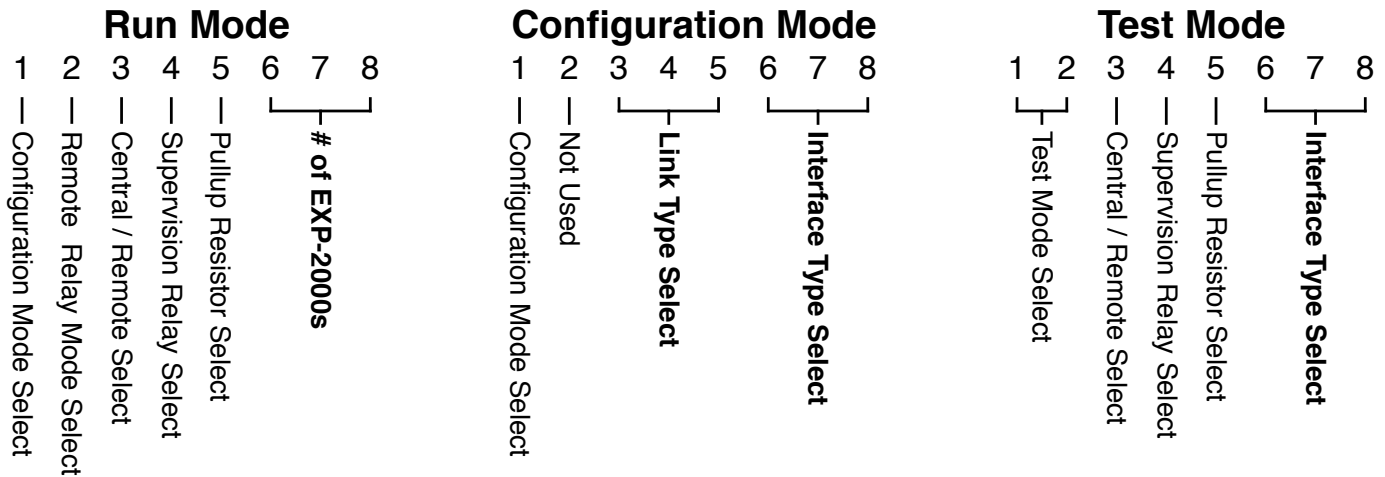 Run Mode
1 2 3 4 5 6 7 8
Configuration Mode Select
Remote Relay Mode Select
Central / Remote Select
Supervision Relay Select
Pullup Resistor Select
# of EXP-2000s
Configuration Mode
1 2 3 4 5 6 7 8
Configuration Mode Select
Not Used
Link Type Select
Interface Type Select
Test Mode
1 2 3 4 5 6 7 8
Test Mode Select
Central / Remote Select
Supervision Relay Select
Pullup Resistor Select
Interface Type Select